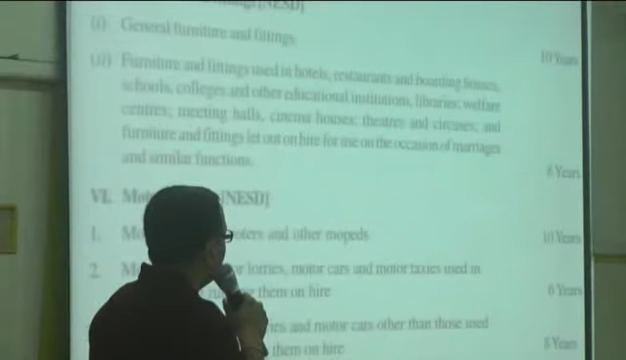 [NESD]
(i) General furniture and fittings
10 Years
(ii) Furniture and fittings used in hotels, restaurants and boarding houses,
schools, colleges and other educational institutions, libraries; welfare
centres; meeting halls, cinema houses; theatres and circuses; and
furniture and fittings let out on hire for use on the occasion of marriages
and similar functions.
8 Years
VI. [NESD]
1. and other mopeds
10 Years
2. lorries, motor cars and motor taxies used in
them on hire
6 Years
and motor cars other than those used
them on hire
8 Years